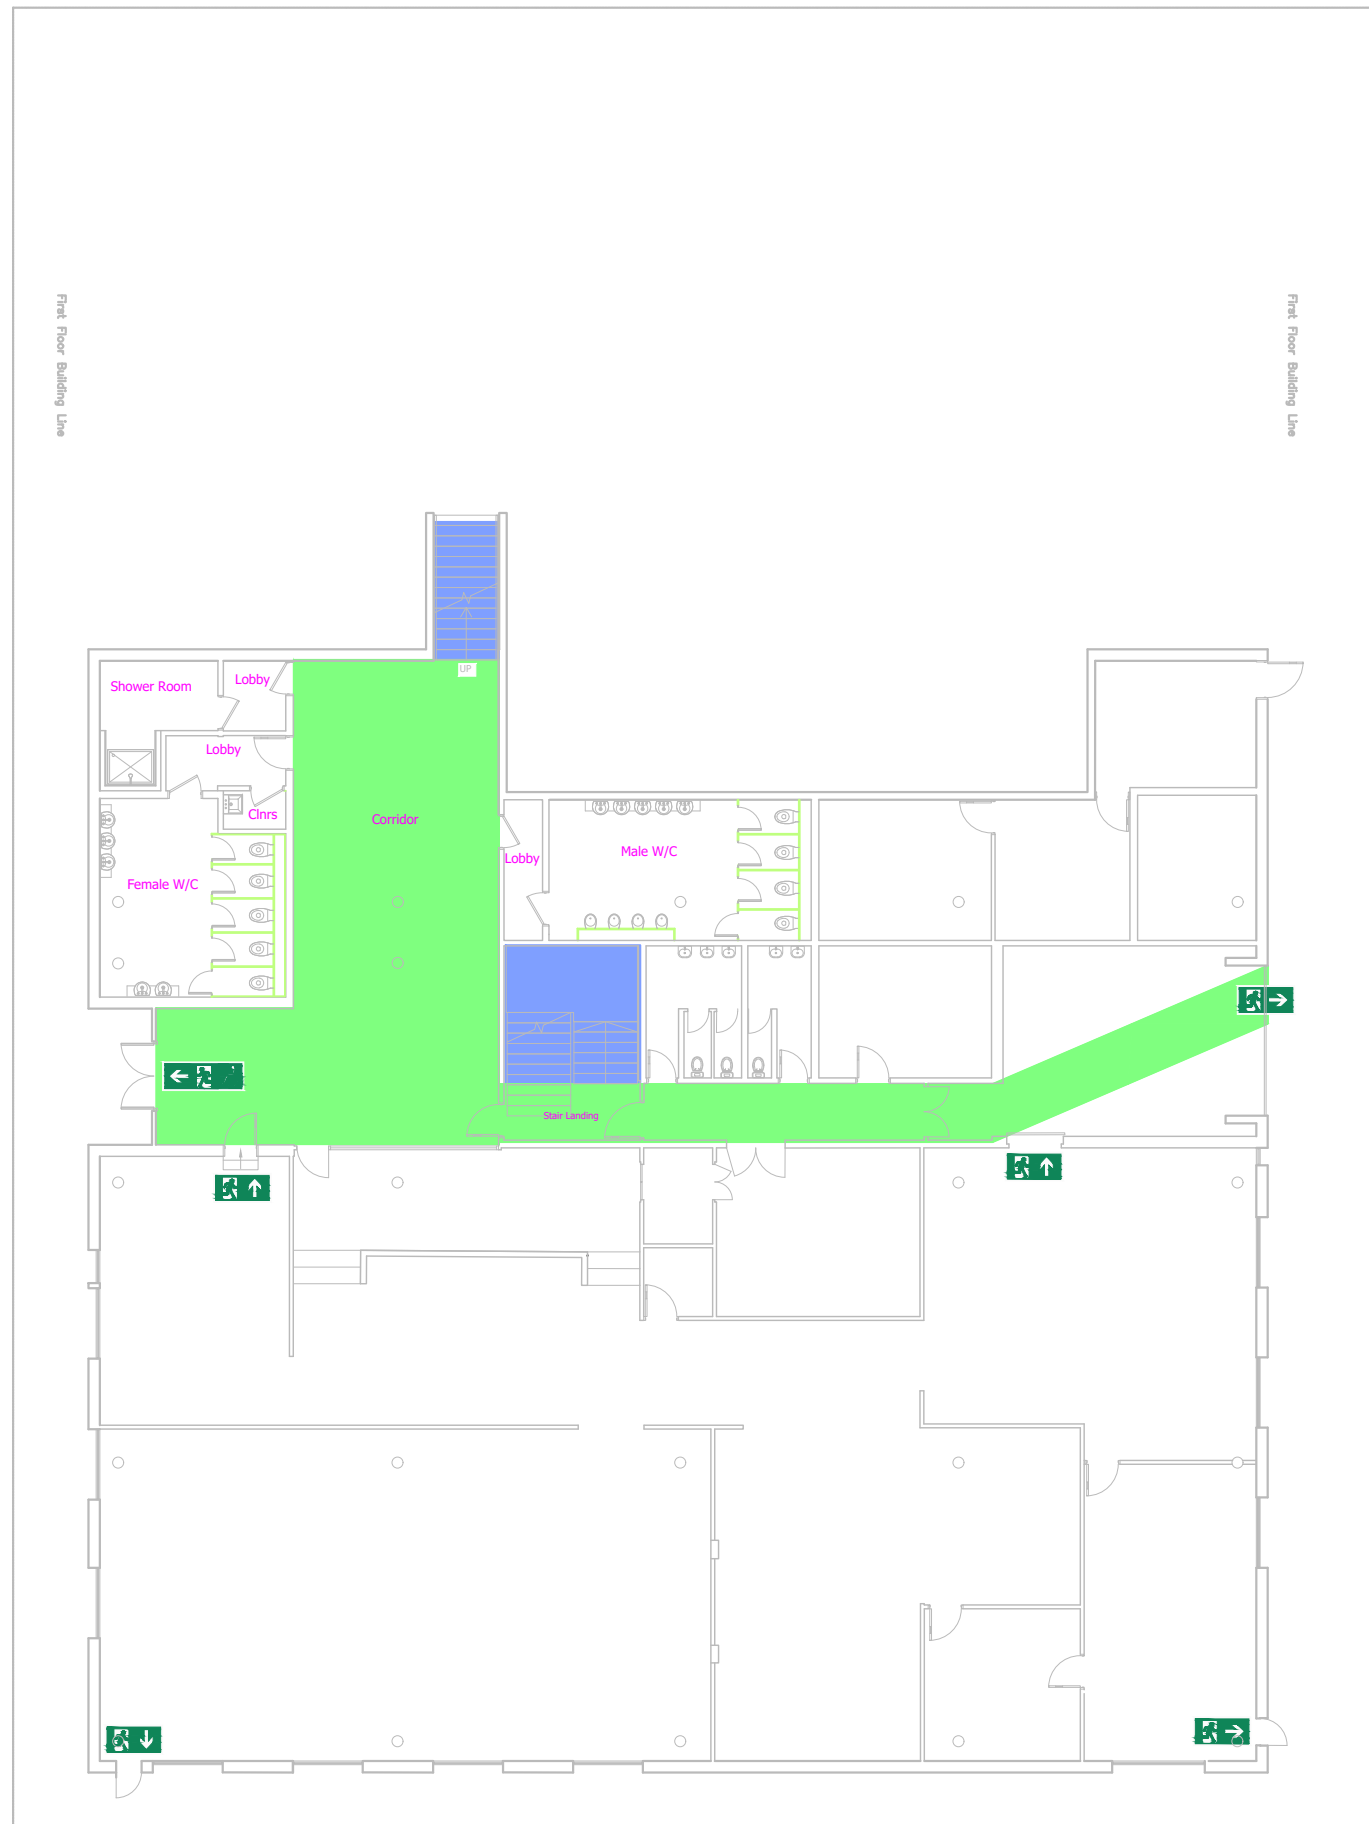 First Floor Building Line
First Floor Building Line
UP
Shower Room
Lobby
Lobby
Clnrs
Corridor
Lobby
Male W/C
Female W/C
Stair Landing